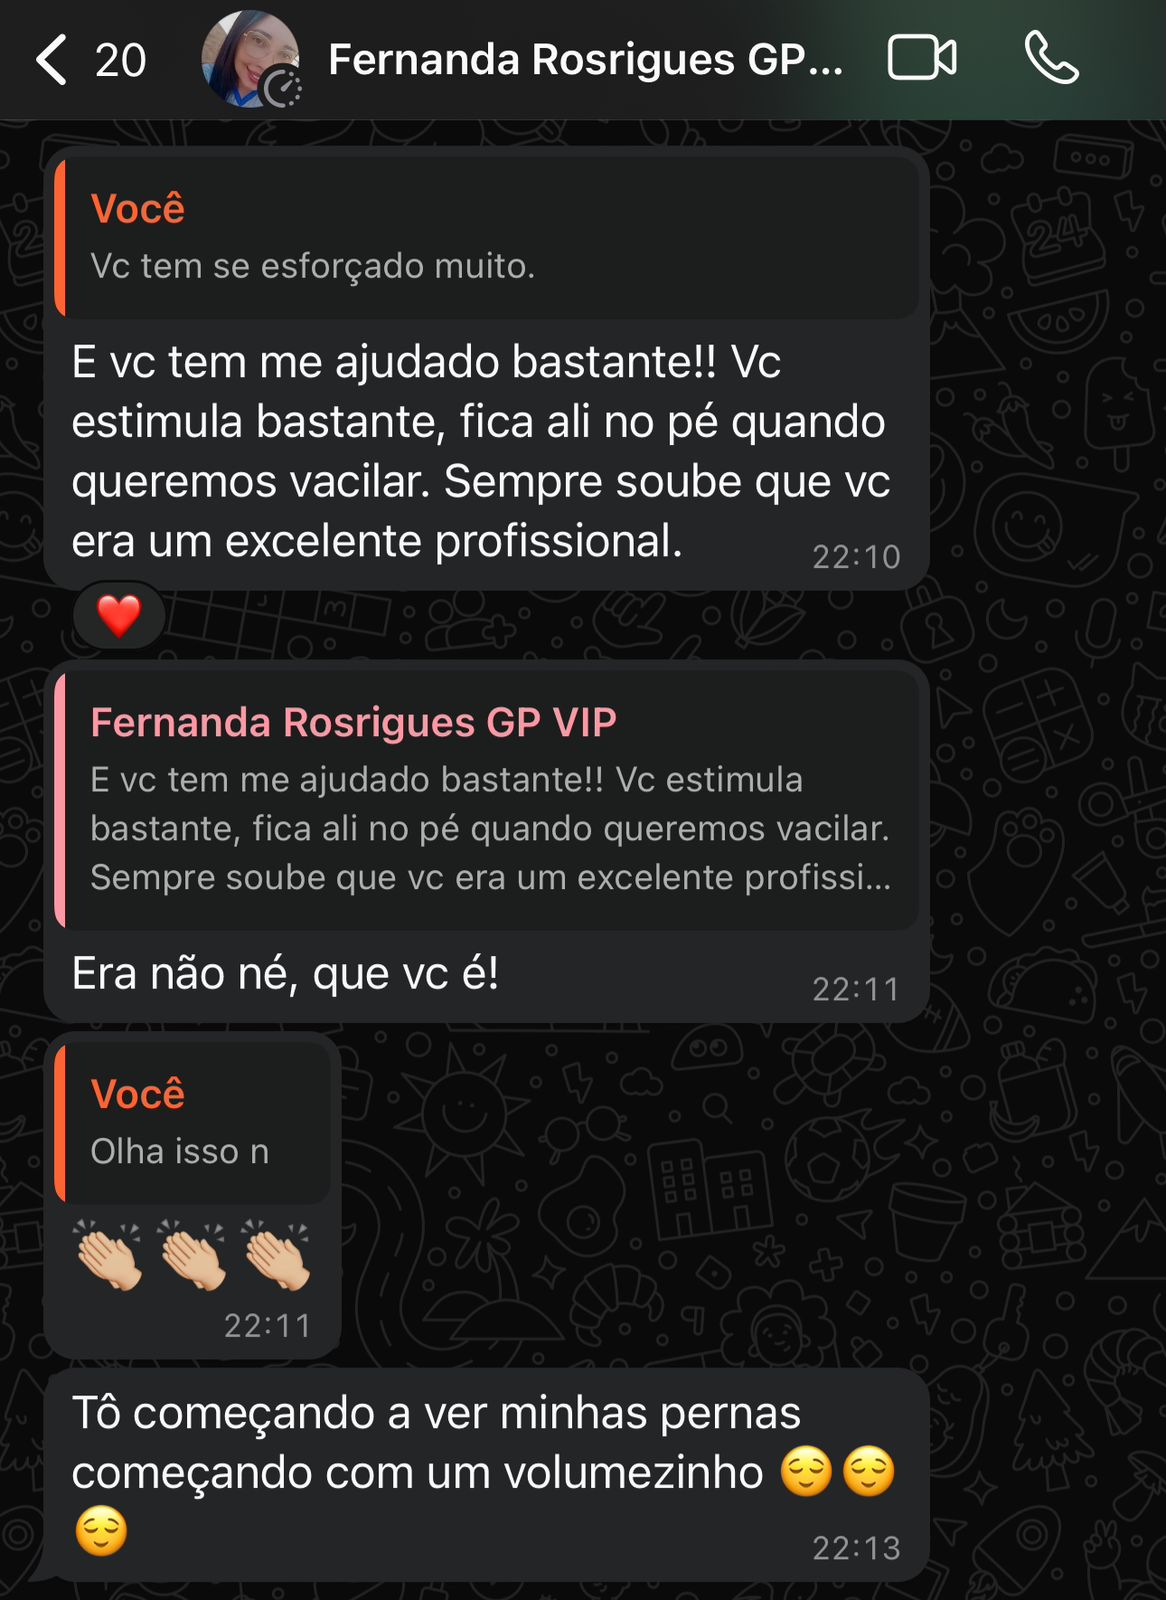 20
Fernanda Rosrigues GP...
Você
Vc tem se esforçado muito.
E vc tem me ajudado bastante!! Vc
estimula bastante, fica ali no pé quando
queremos vacilar. Sempre soube que vc
era um excelente profissional.
22:10
Fernanda Rosrigues GP VIP
E vc tem me ajudado bastante!! Vc estimula
bastante, fica ali no pé quando queremos vacilar.
Sempre soube que vc era um excelente profissi...
Era não né, que vc é!
22:11
Você
Olha isso n
👏🏼👏🏼👏🏼
22:11
Tô começando a ver minhas pernas
começando com um volumezinho 😌😌
😌
22:13